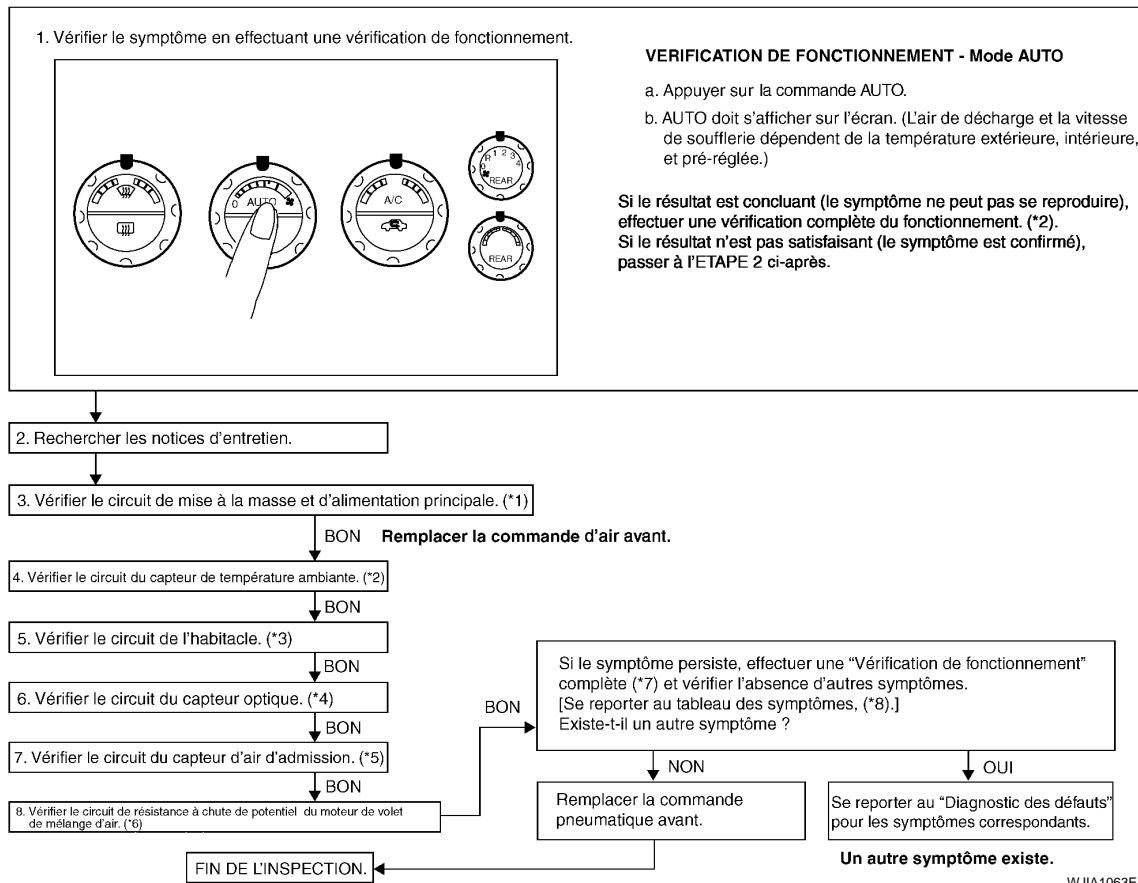 1. Vérifier le symptôme en effectuant une vérification de fonctionnement.
0 AUTO
A/C
0 R 1 2 3 4
REAR
REAR
VERIFICATION DE FONCTIONNEMENT - Mode AUTO
a. Appuyer sur la commande AUTO.
b. AUTO doit s'afficher sur l'écran. (L'air de décharge et la vitesse
de soufflerie dépendent de la température extérieure, intérieure,
et pré-réglée.)
Si le résultat est concluant (le symptôme ne peut pas se reproduire),
effectuer une vérification complète du fonctionnement. (*2).
Si le résultat n'est pas satisfaisant (le symptôme est confirmé),
passer à l'ETAPE 2 ci-après.
2. Rechercher les notices d'entretien.
3. Vérifier le circuit de mise à la masse et d'alimentation principale. (*1)
BON
Remplacer la commande d'air avant.
4. Vérifier le circuit du capteur de température ambiante. (*2)
BON
5. Vérifier le circuit de l'habitacle. (*3)
BON
6. Vérifier le circuit du capteur optique. (*4)
BON
7. Vérifier le circuit du capteur d'air d'admission. (*5)
BON
8. Vérifier le circuit de résistance à chute de potentiel du moteur de volet
de mélange d'air. (*6)
BON
Si le symptôme persiste, effectuer une “Vérification de fonctionnement”
complète (*7) et vérifier l'absence d'autres symptômes.
[Se reporter au tableau des symptômes, (*8).]
Existe-t-il un autre symptôme ?
NON
OUI
Remplacer la commande
pneumatique avant.
Se reporter au “Diagnostic des défauts”
pour les symptômes correspondants.
Un autre symptôme existe.
FIN DE L'INSPECTION.
WJIA1063E